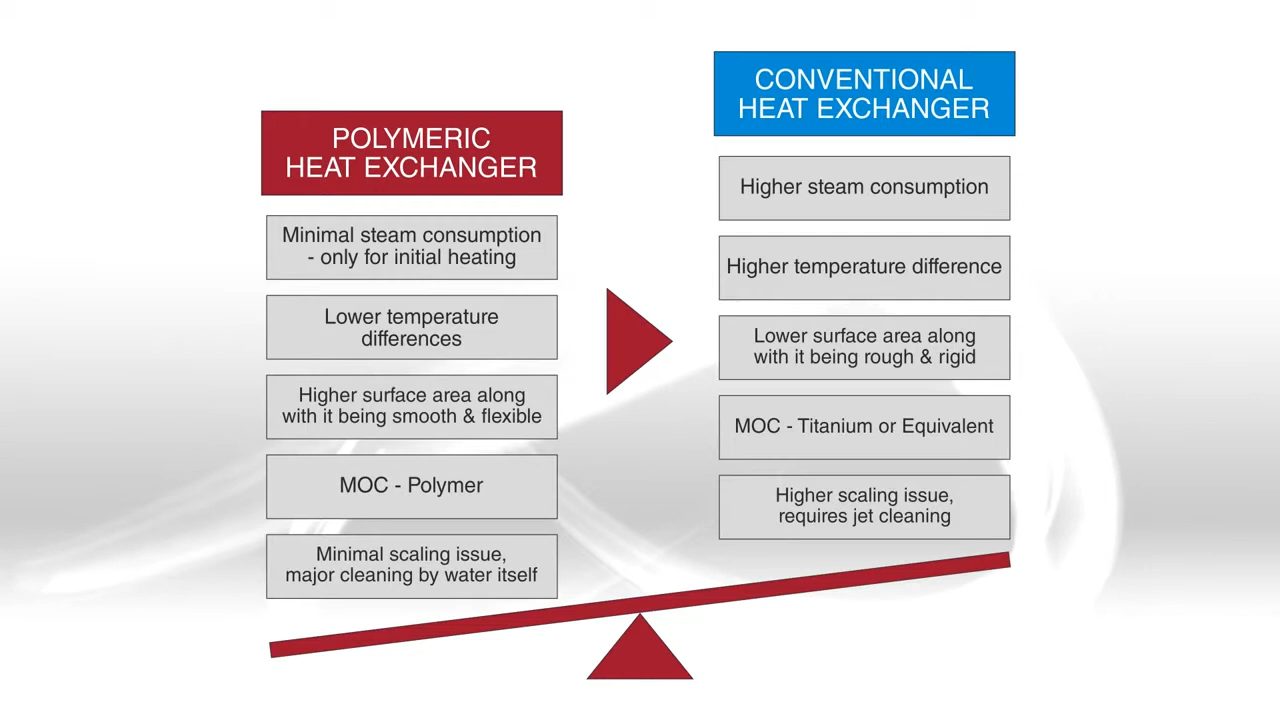 POLYMERIC
HEAT EXCHANGER
Minimal steam consumption
- only for initial heating
Lower temperature
differences
Higher surface area along
with it being smooth & flexible
MOC - Polymer
Minimal scaling issue,
major cleaning by water itself
CONVENTIONAL
HEAT EXCHANGER
Higher steam consumption
Higher temperature difference
Lower surface area along
with it being rough & rigid
MOC - Titanium or Equivalent
Higher scaling issue,
requires jet cleaning